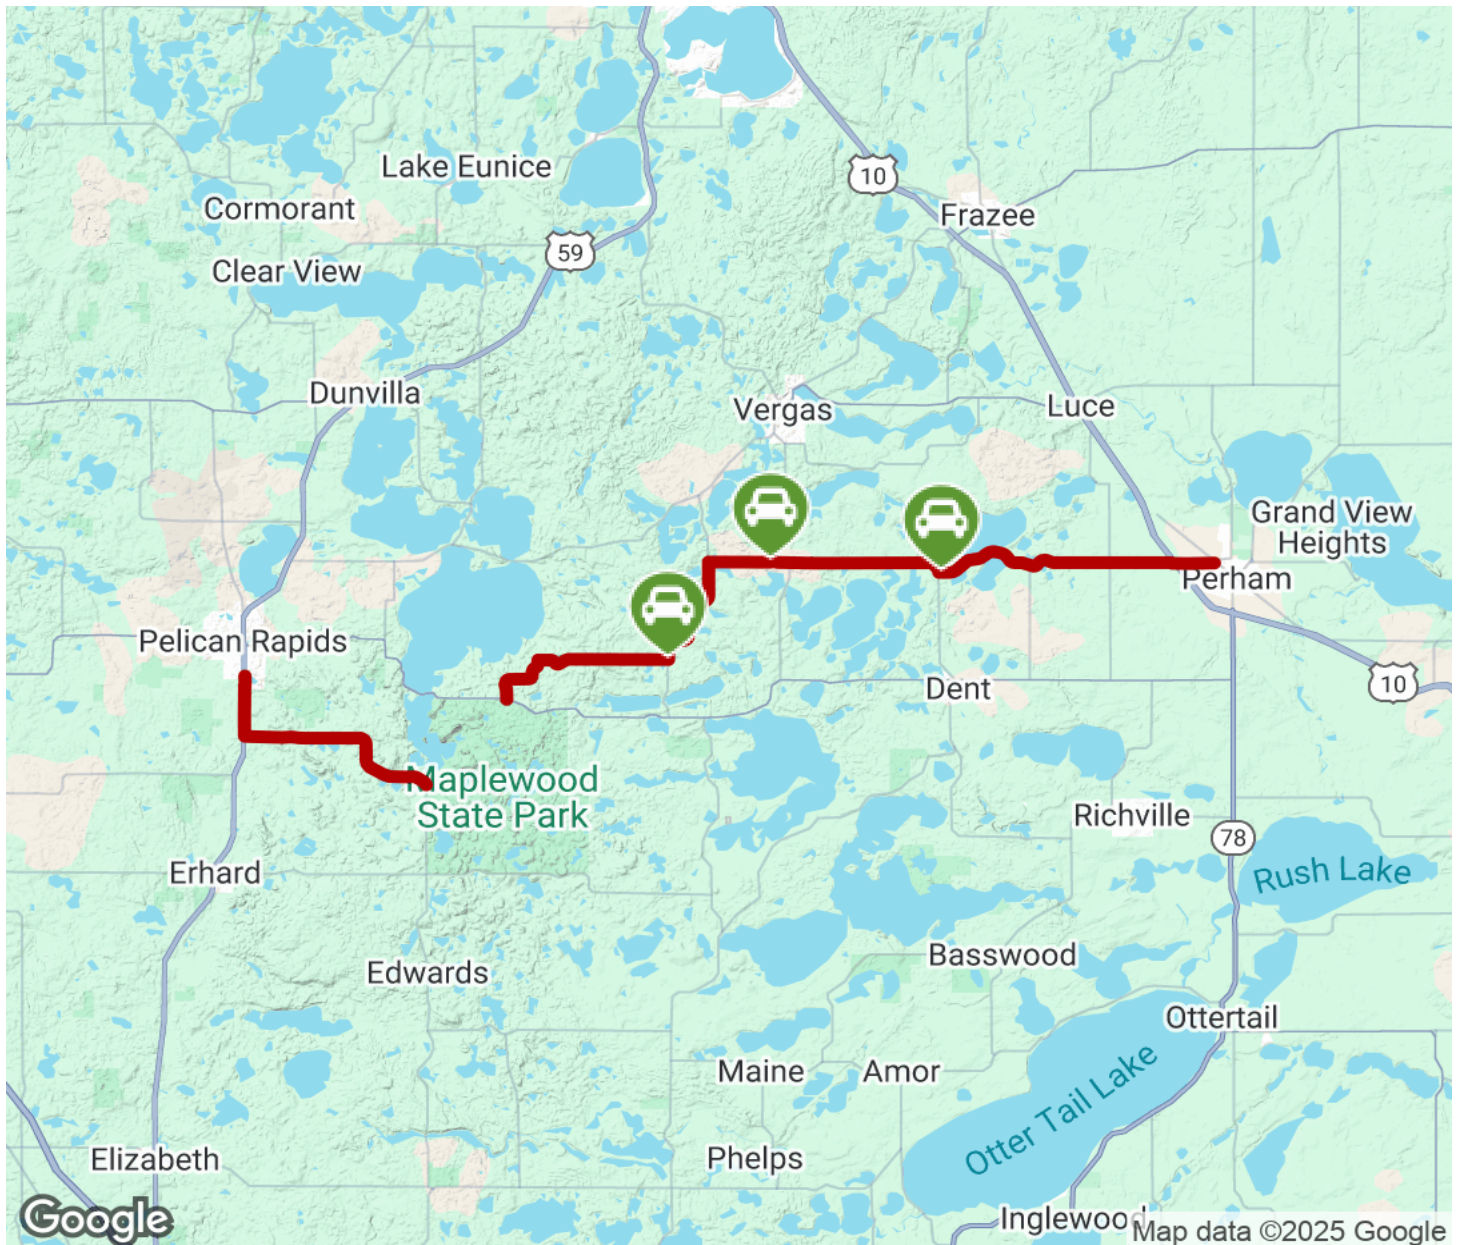 Lake Eunice
10
Cormorant
Frazee
59
Clear View
Dunvilla
Vergas
Luce
Grand View
Heights
Perham
Pelican Rapids
Dent
10
Maplewood
State Park
Richville
78
Erhard
Rush Lake
Basswood
Edwards
Ottertail
Maine
Amor
Otter Tail Lake
Phelps
Elizabeth
Inglewood
Google
Map data ©2025 Google